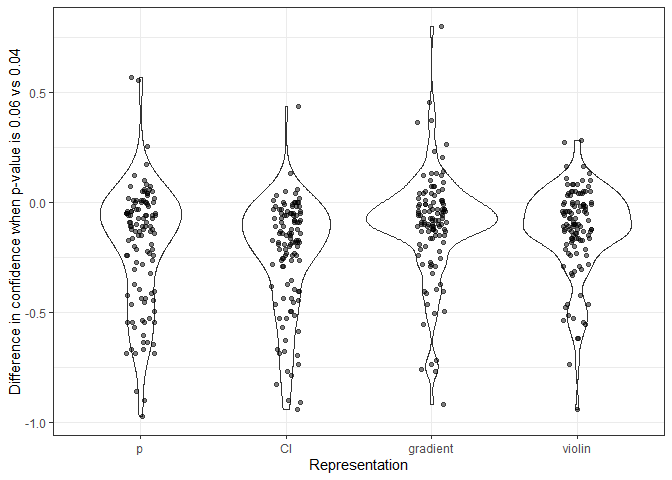 Difference in confidence when p-value is 0.06 vs 0.04
0.5
0.0
-0.5
-1.0
p CI gradient violin
Representation